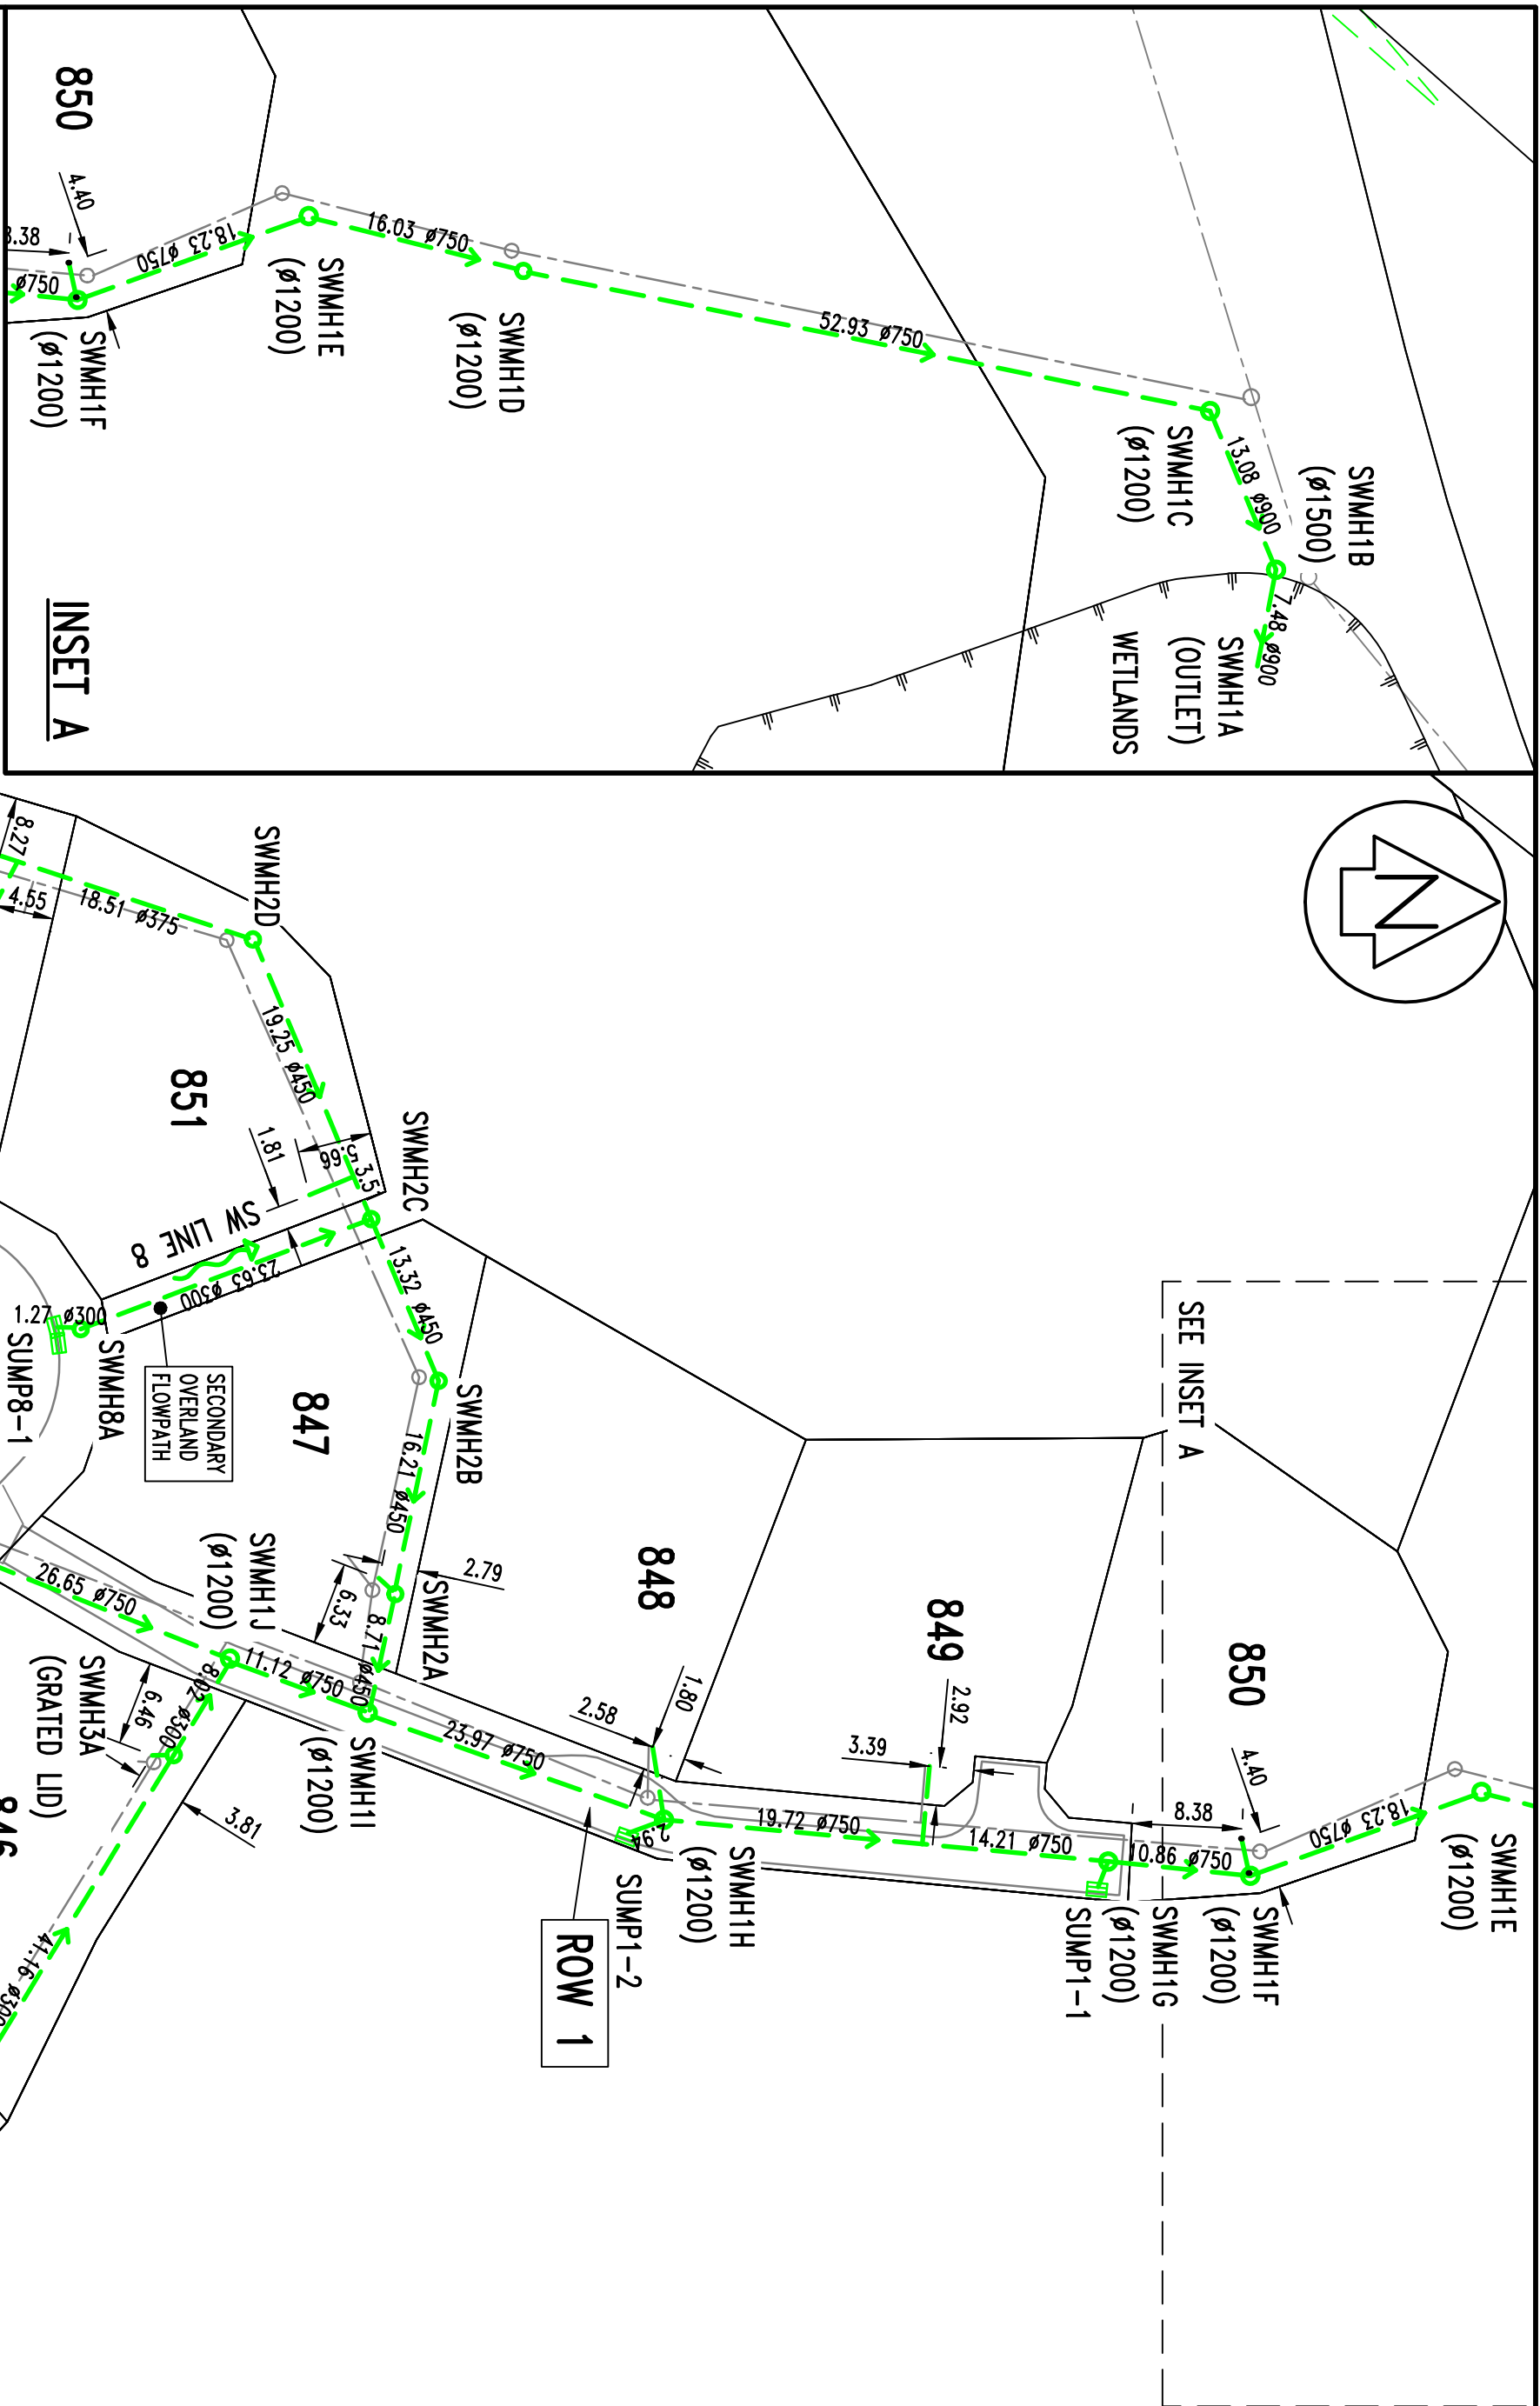 850
4.40
8.38
ø750
18.23 ø750
SWMH1F
(ø1200)
SWMH1E
(ø1200)
16.03 ø750
SWMH1D
(ø1200)
52.93 ø750
SWMH1C
(ø1200)
13.08 ø900
SWMH1B
(ø1500)
7.48 ø900
SWMH1A
(OUTLET)
WETLANDS
INSET A
N
8.27
4.55
18.51 ø375
SWMH2D
19.25 ø450
851
1.81
5.66
3.5
SWMH2C
SW LINE 8
25.63 ø300
1.27 ø300
SUMP8-1
SWMH8A
SECONDARY
OVERLAND
FLOWPATH
13.32 ø450
847
SWMH2B
16.21 ø450
2.79
SWMH2A
6.33
8.71 ø450
SWMH1J
(ø1200)
26.65 ø750
11.12 ø750
SWMH1I
(ø1200)
8.02 ø300
6.46
SWMH3A
(GRATED LID)
3.81
846
41.16 ø300
23.97 ø750
848
2.58
1.80
2.94
SWMH1H
(ø1200)
SUMP1-2
ROW 1
849
3.39
2.92
19.72 ø750
14.21 ø750
SEE INSET A
850
4.40
8.38
10.86 ø750
SWMH1G
(ø1200)
SUMP1-1
SWMH1F
(ø1200)
18.23 ø750
SWMH1E
(ø1200)